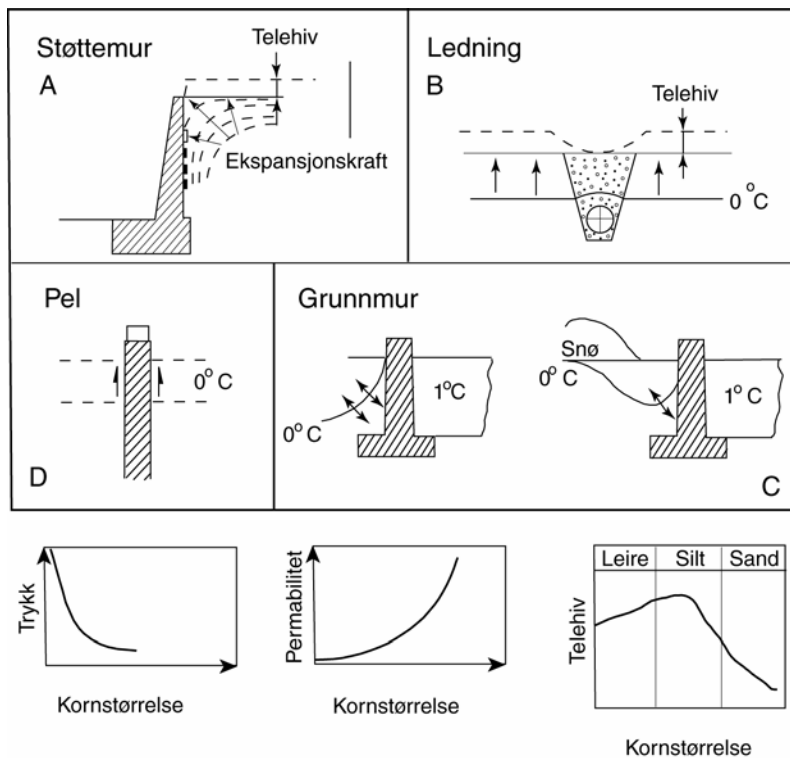 Støttemur
A
Telehiv
Ekspansjonskraft
Ledning
B
Telehiv
0° C
Pel
0° C
D
Grunnmur
1°C
0° C
Snø
0° C
1° C
C
Trykk
Kornstørrelse
Permabilitet
Kornstørrelse
Leire Silt Sand
Telehiv
Kornstørrelse